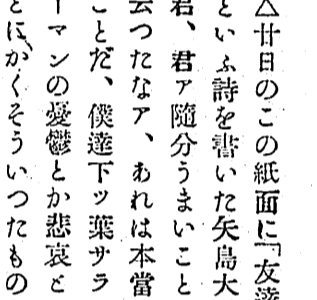 △廿日のこの紙面に「友達
といふ詩を書いた矢島大
君、君ァ隨分うまいこと
云つたなア、あれは本當
ことだ、僕達下ッ葉サラ
ーマンの憂鬱とか悲哀と
とにかくそういつたもの